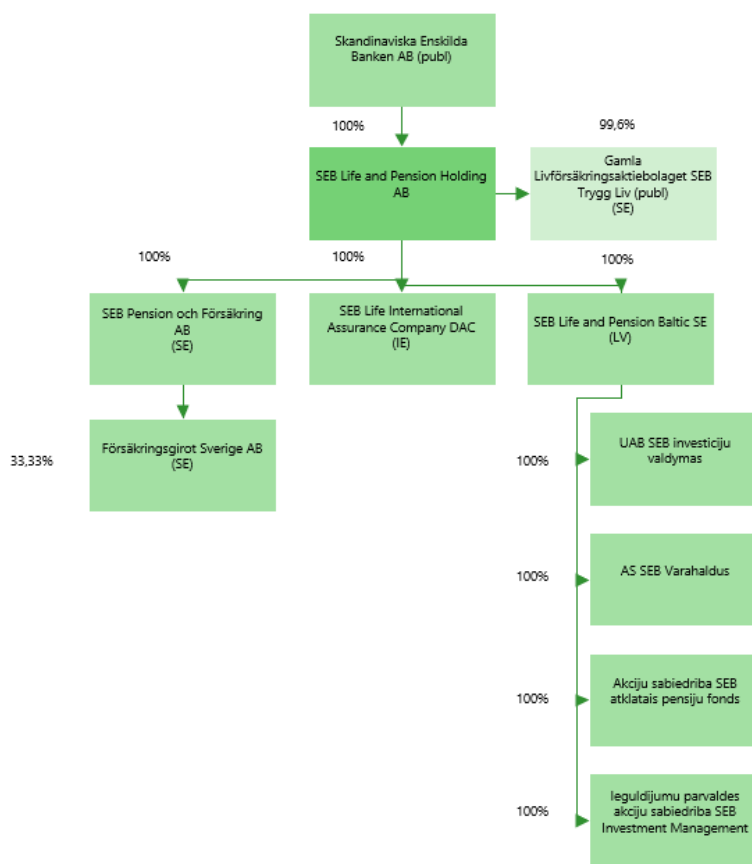 Skandinaviska Enskilda
Banken AB (publ)
100%
99,6%
SEB Life and Pension Holding
AB
Gamla
Livförsäkringsaktiebolaget SEB
Trygg Liv (publ)
(SE)
100%
100%
100%
SEB Pension och Försäkring
AB
(SE)
SEB Life International
Assurance Company DAC
(IE)
SEB Life and Pension Baltic SE
(LV)
33,33%
Försäkringsgirot Sverige AB
(SE)
100%
UAB SEB investiciju
valdymas
100%
AS SEB Varahaldus
100%
Akciju sabiedriba SEB
atklatais pensiju fonds
100%
Ieguldijumu parvaldes
akciju sabiedriba SEB
Investment Management